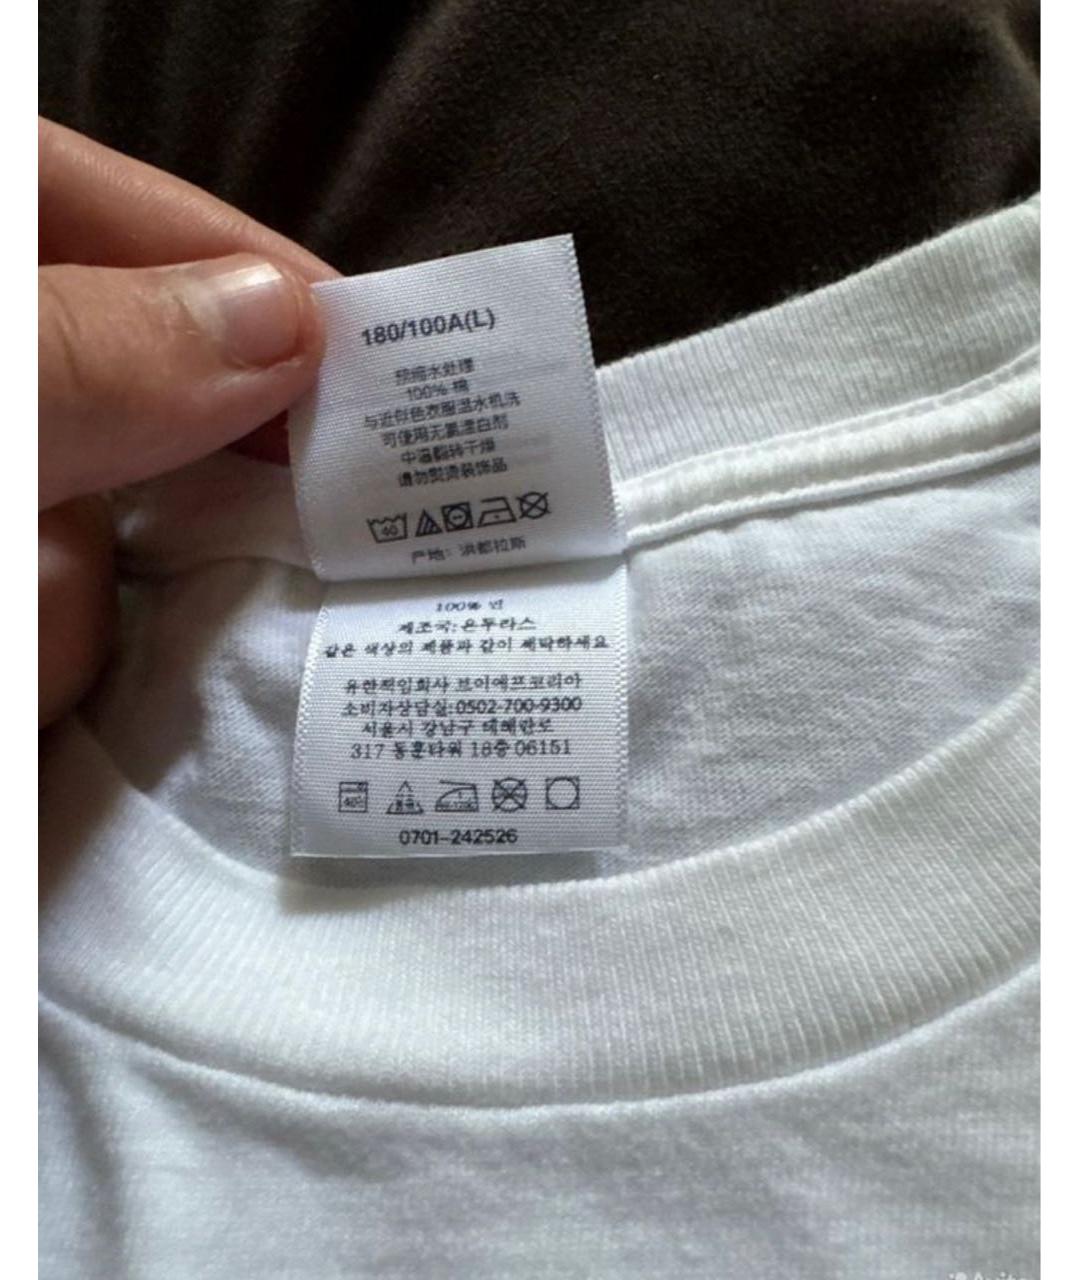 180/100A(L)
预缩水处理
100% 棉
与近似色衣服温水机洗
可使用无氯漂白剂
中温翻转干燥
请勿熨烫装饰品
40
产地：洪都拉斯
100% 면
제조국:온두라스
같은 색상의 제품과 같이 세탁하세요
유한책임회사 브이에프코리아
소비자상담실:0502-700-9300
서울시 강남구 테헤란로
317 동훈타워 18층 06151
40°
0701-242526